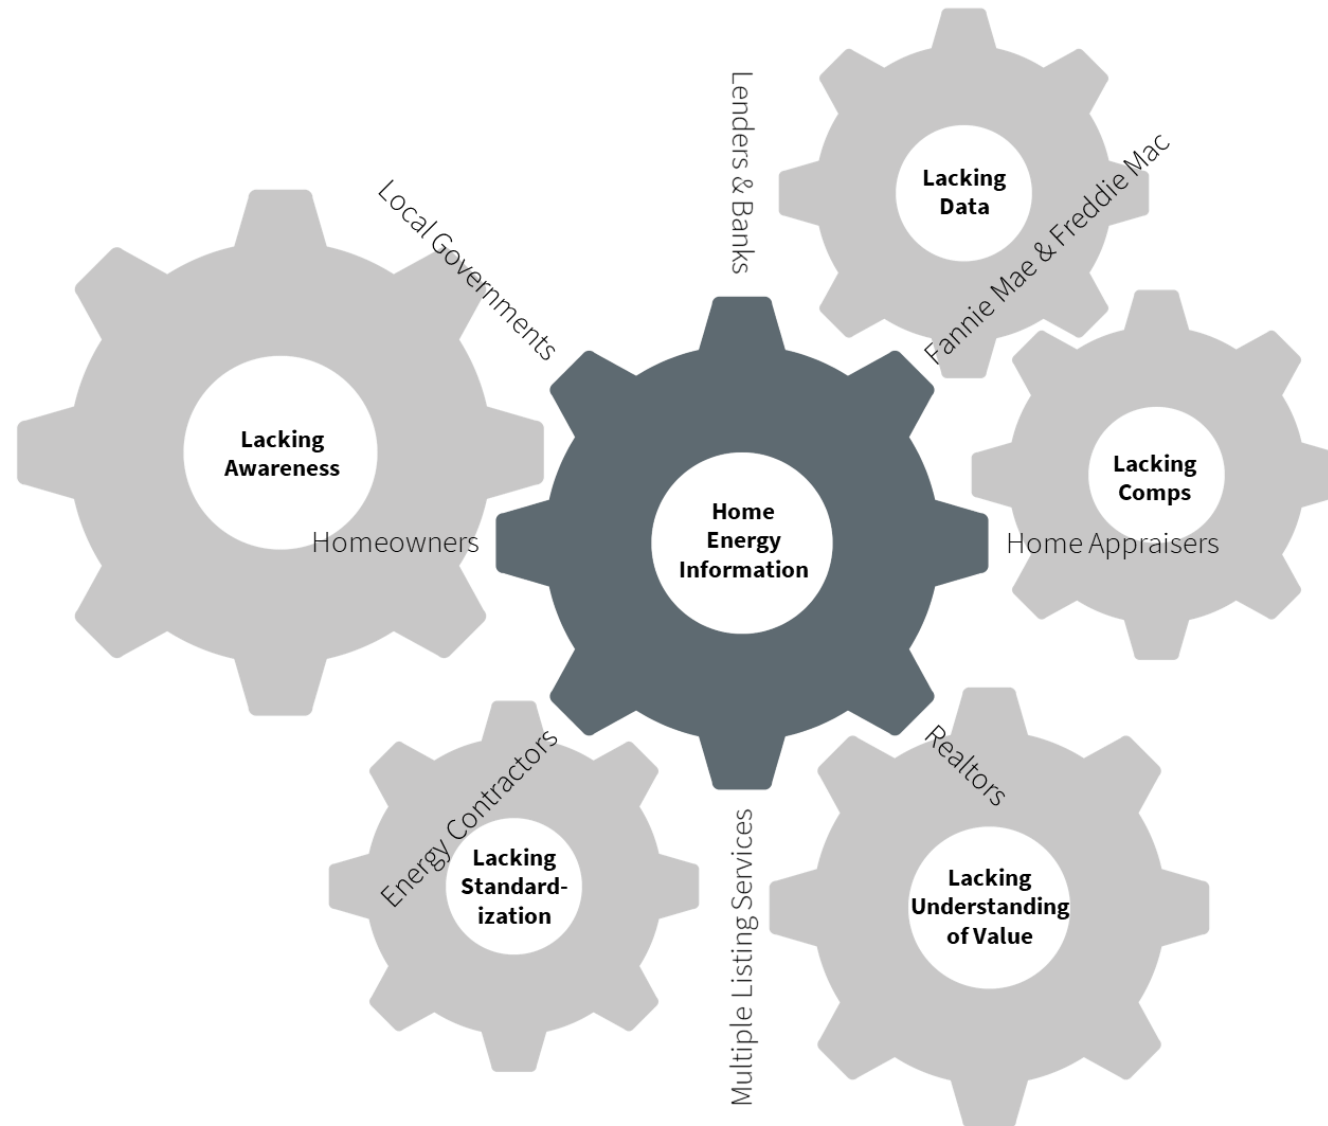 Lenders & Banks
Lacking
Data
Fannie Mae & Freddie Mac
Local Governments
Lacking
Awareness
Homeowners
Home
Energy
Information
Lacking
Comps
Home Appraisers
Energy Contractors
Lacking
Standard-
ization
Multiple Listing Services
Realtors
Lacking
Understanding
of Value